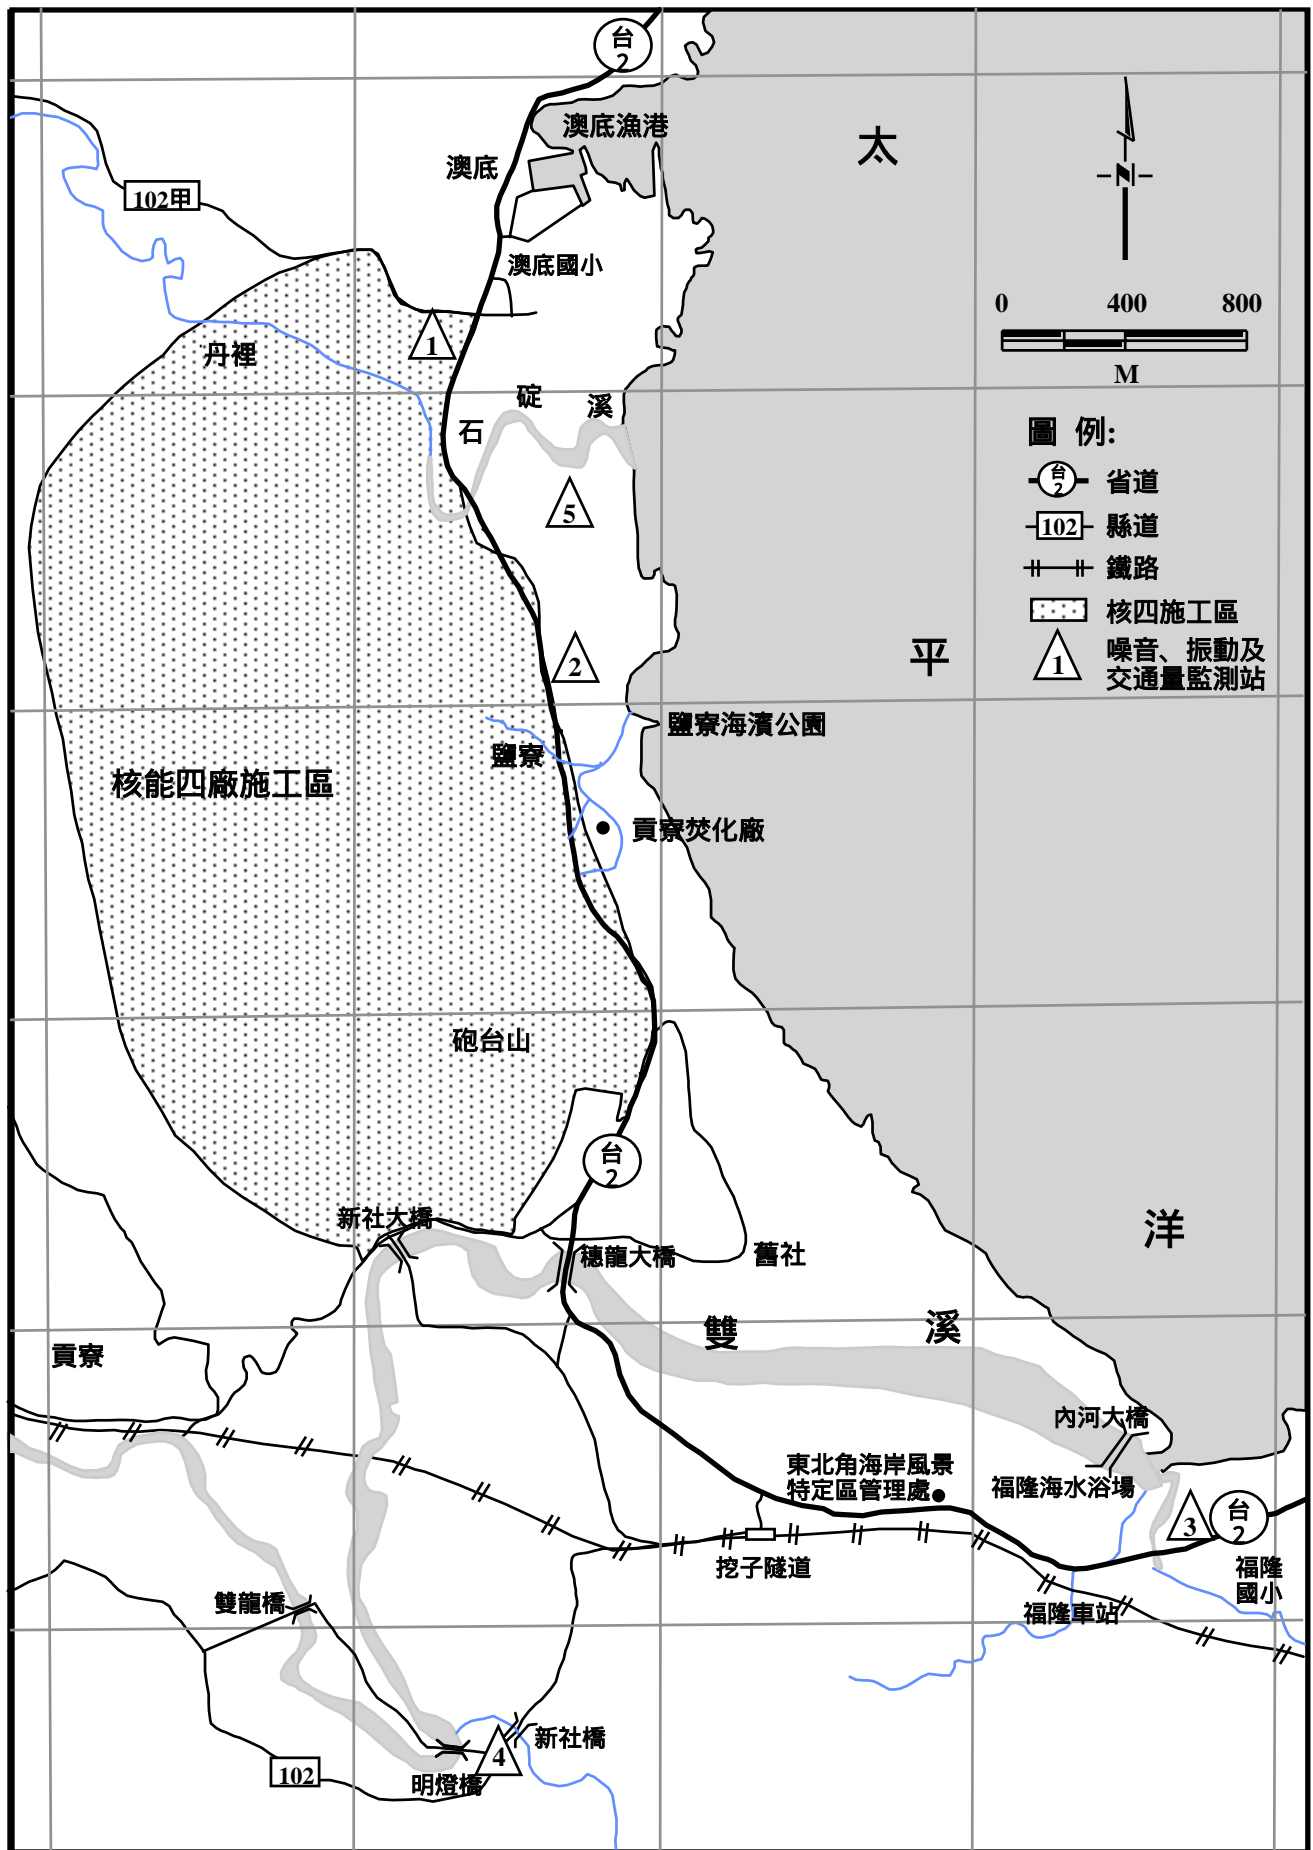 台
2
澳底漁港
太
澳底
102甲
N
澳底國小
0 400 800
M
1
丹裡
碇
溪
石
圖 例:
台
2
省道
5
102
縣道
鐵路
核四施工區
2
1
噪音、振動及
交通量監測站
平
鹽寮海濱公園
鹽寮
核能四廠施工區
貢寮焚化廠
砲台山
台
2
新社大橋
洋
穗龍大橋
舊社
雙
溪
貢寮
內河大橋
東北角海岸風景
特定區管理處
福隆海水浴場
3
台
2
挖子隧道
福隆
國小
雙龍橋
福隆車站
新社橋
4
102
明燈橋